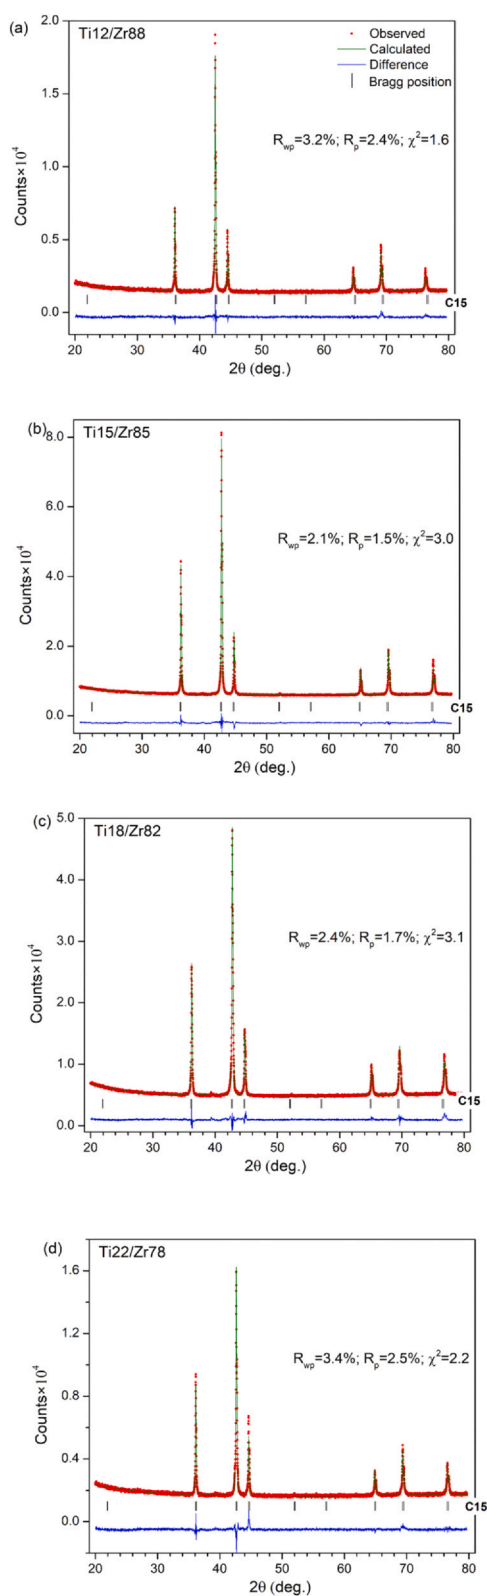 (a)
Ti12/Zr88
Observed
Calculated
Difference
Bragg position
R_wp=3.2%; R_p=2.4%; χ²=1.6
Counts×10⁴
2.0
1.5
1.0
0.5
0.0
C15
20 30 40 50 60 70 80
2θ (deg.)
(b)
Ti15/Zr85
R_wp=2.1%; R_p=1.5%; χ²=3.0
Counts×10⁴
8.0
6.0
4.0
2.0
0.0
C15
20 30 40 50 60 70 80
2θ (deg.)
(c)
Ti18/Zr82
R_wp=2.4%; R_p=1.7%; χ²=3.1
Counts×10⁴
5.0
4.0
3.0
2.0
1.0
0.0
C15
20 30 40 50 60 70 80
2θ (deg.)
(d)
Ti22/Zr78
R_wp=3.4%; R_p=2.5%; χ²=2.2
Counts×10⁴
1.6
1.2
0.8
0.4
0.0
C15
20 30 40 50 60 70 80
2θ (deg.)